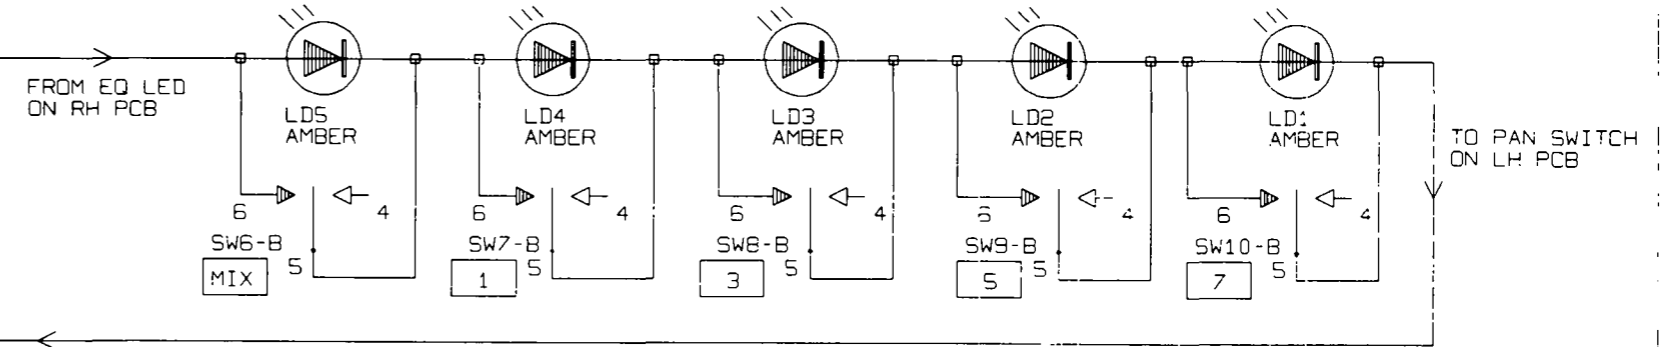 FROM EQ LED
ON RH PCB
LD5
AMBER
LD4
AMBER
LD3
AMBER
LD2
AMBER
LD1
AMBER
TO PAN SWITCH
ON LH PCB
6
4
SW6-B
MIX
5
6
4
SW7-B
1
5
6
4
SW8-B
3
5
6
4
SW9-B
5
5
6
4
SW10-B
7
5